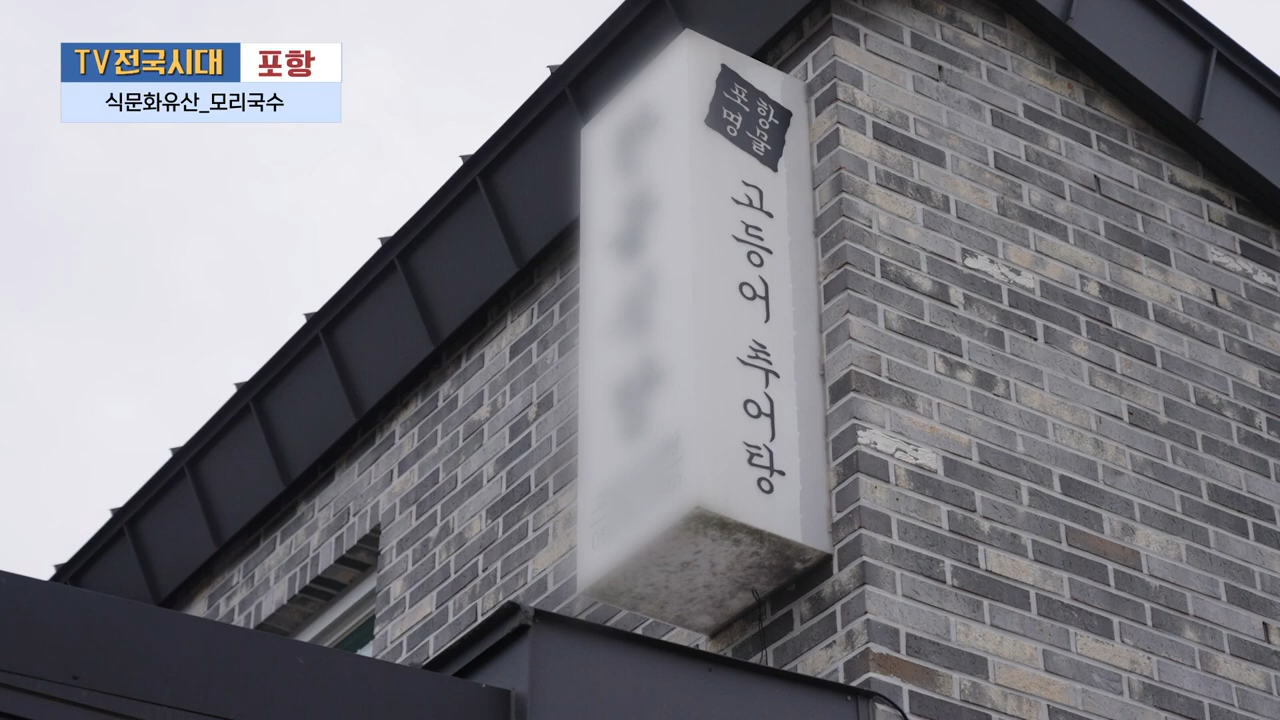 TV전국시대 포항
식문화유산_모리국수
포항
명물
고등어 추어탕